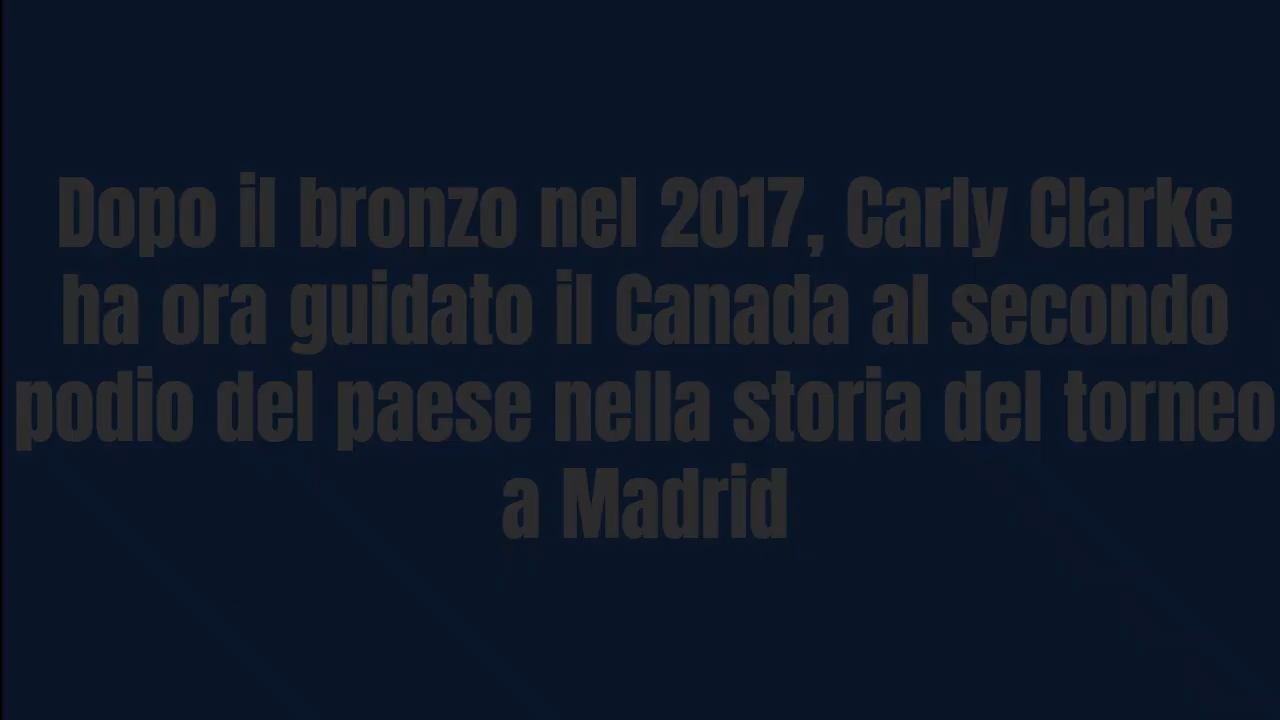 Dopo il bronzo nel 2017, Carly Clarke
ha ora guidato il Canada al secondo
podio del paese nella storia del torneo
a Madrid